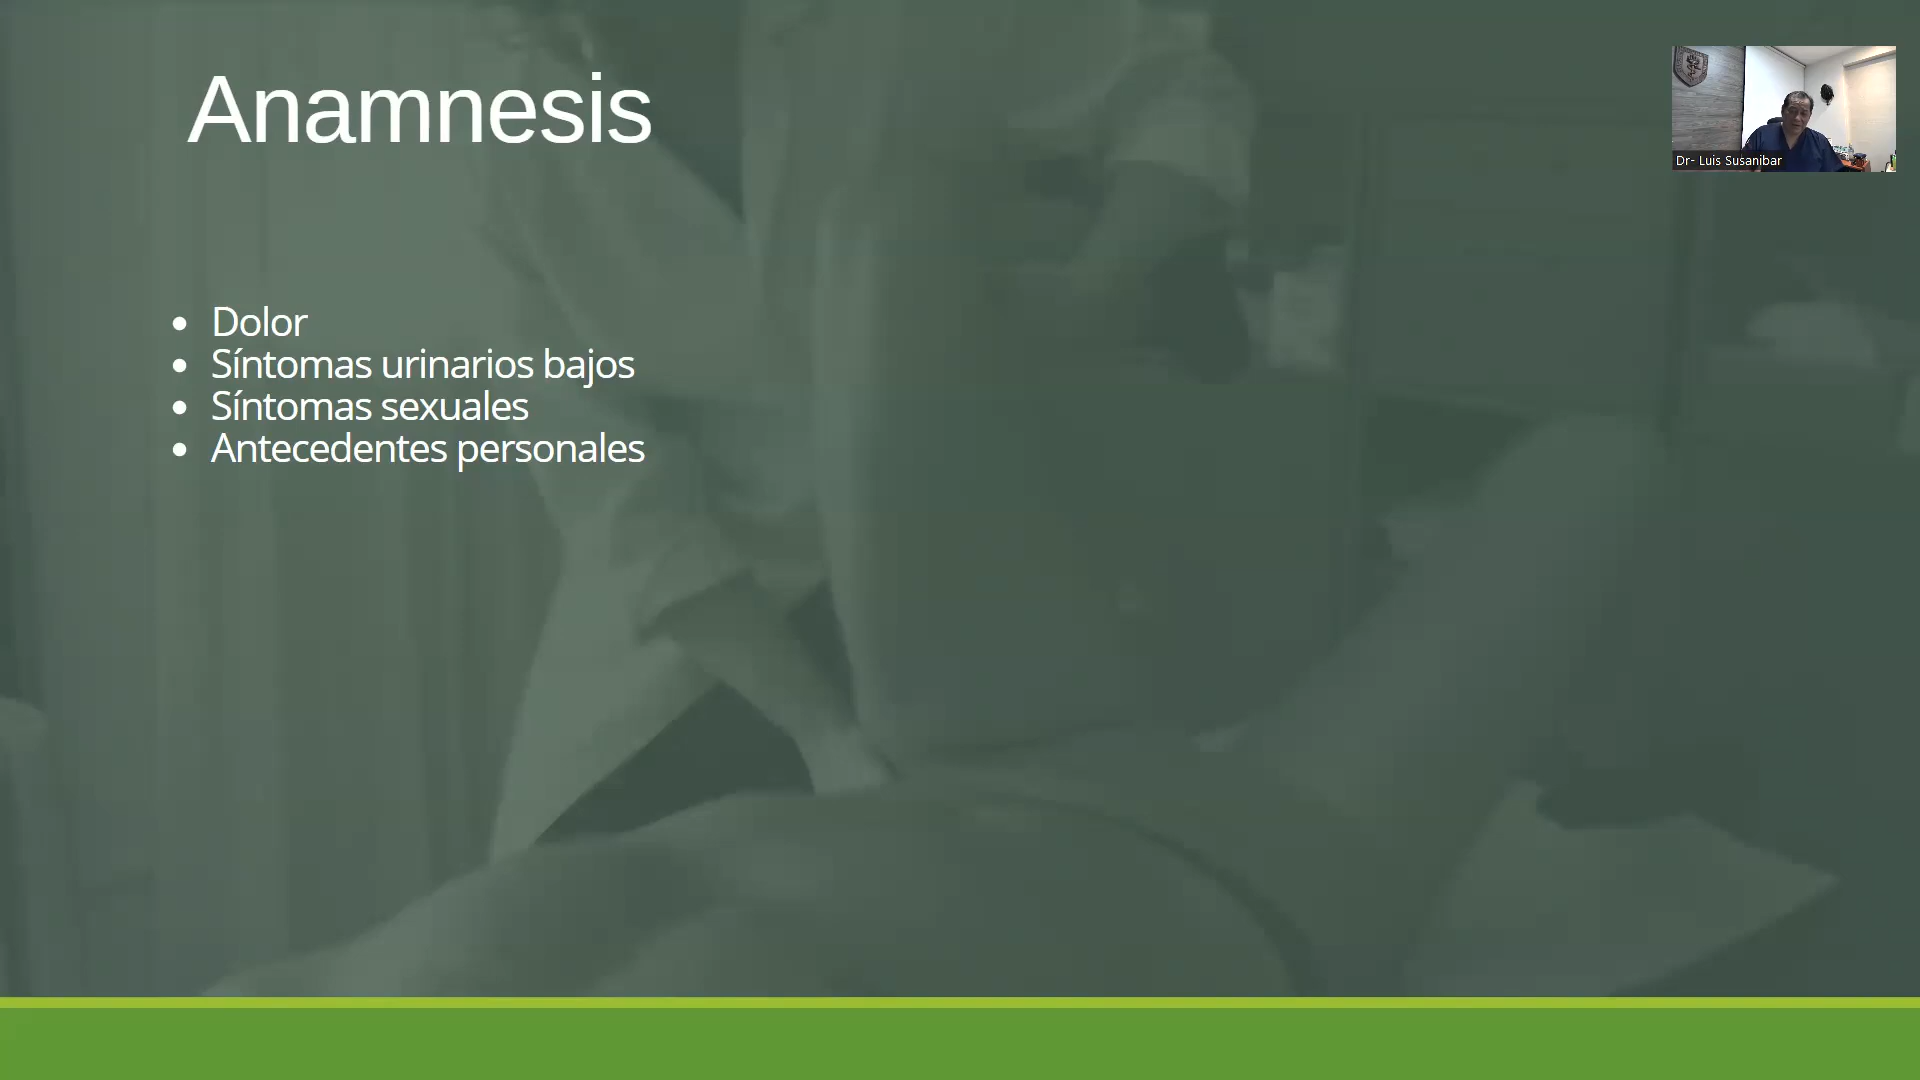 Anamnesis
Dr- Luis Susanibar
• Dolor
• Síntomas urinarios bajos
• Síntomas sexuales
• Antecedentes personales